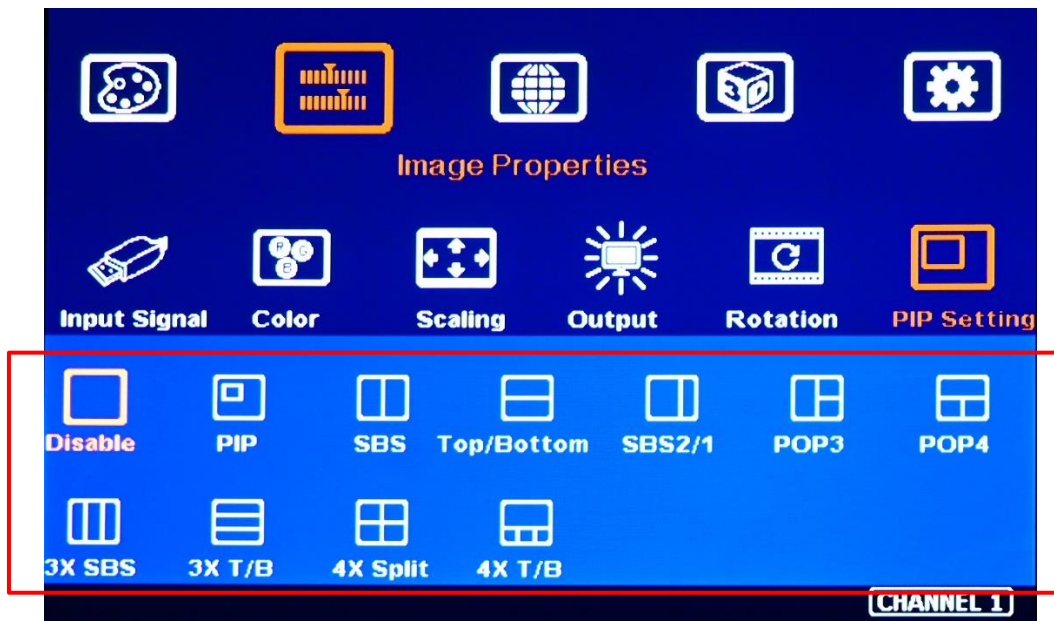 3D
Image Properties
R G
B
C
Input Signal Color Scaling Output Rotation PIP Setting
Disable PIP SBS Top/Bottom SBS2/1 POP3 POP4
3X SBS 3X T/B 4X Split 4X T/B
CHANNEL 1